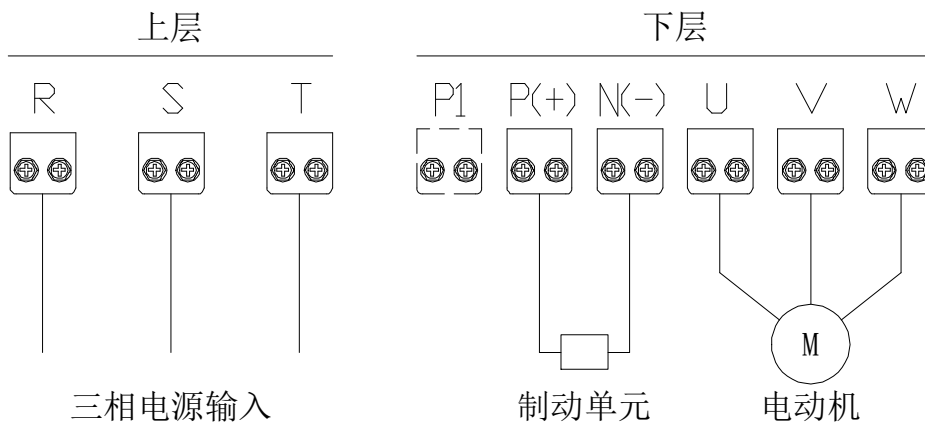 上层 下层
R S T P1 P(+) N(-) U V W
M
三相电源输入 制动单元 电动机